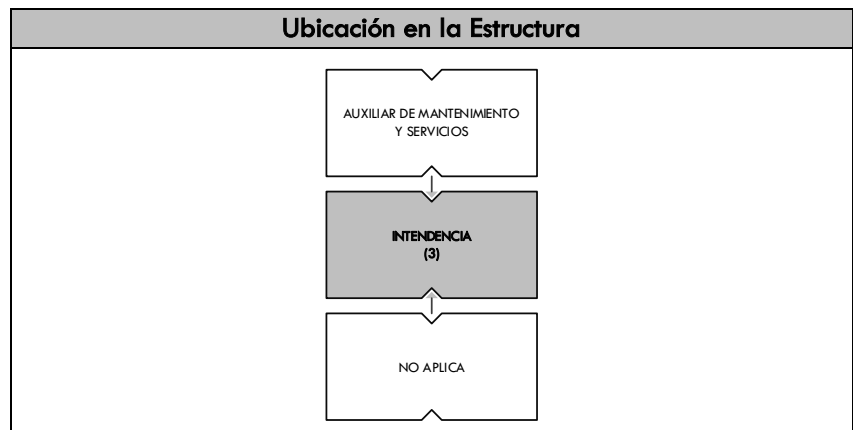 Ubicación en la Estructura
AUXILIAR DE MANTENIMIENTO
Y SERVICIOS
INTENDENCIA
(3)
NO APLICA